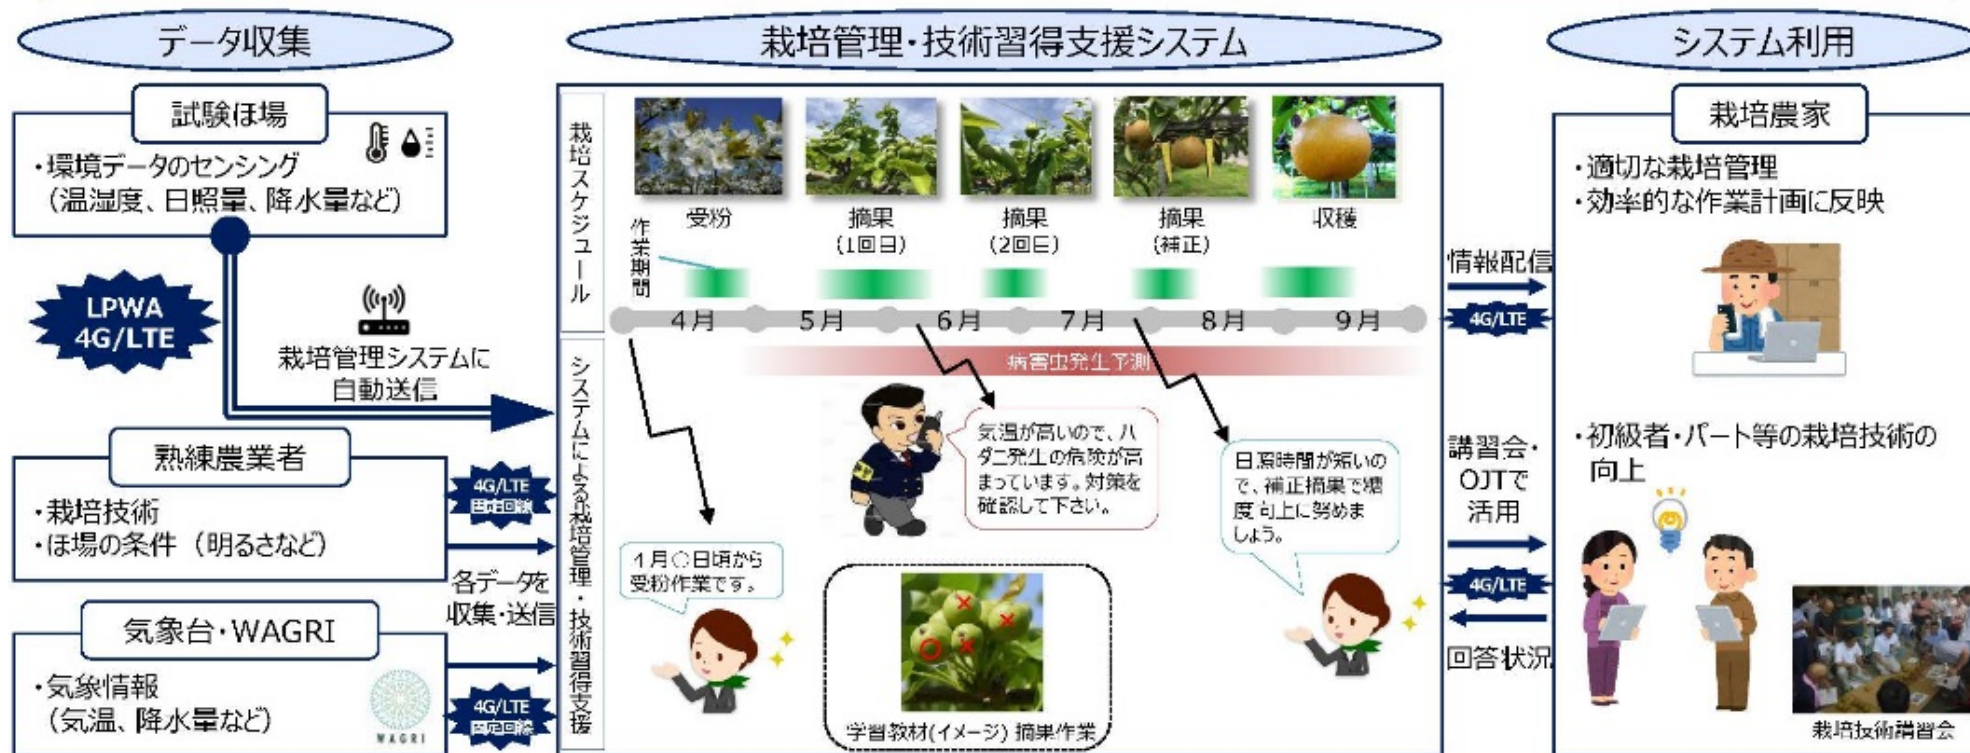 データ収集
試験ほ場
・環境データのセンシング
（温湿度、日照量、降水量など）
LPWA
4G/LTE
栽培管理システムに
自動送信
熟練農業者
・栽培技術
・ほ場の条件（明るさなど）
4G/LTE
固定回線
各データを
収集・送信
気象台・WAGRI
・気象情報
（気温、降水量など）
WAGRI
4G/LTE
固定回線
栽培管理・技術習得支援システム
栽培スケジュール
受粉
摘果
（1回目）
摘果
（2回目）
摘果
（補正）
収穫
作業期間
4月
5月
6月
7月
8月
9月
システムによる栽培管理・技術習得支援
病害虫発生予測
気温が高いので、ハ
ダニ発生の危険が高
まっています。対策を
確認して下さい。
日照時間が短いの
で、補正摘果で糖
度向上に努めま
しょう。
4月○日頃から
受粉作業です。
学習教材(イメージ) 摘果作業
情報配信
4G/LTE
講習会・
OJTで
活用
4G/LTE
回答状況
システム利用
栽培農家
・適切な栽培管理
・効率的な作業計画に反映
・初級者・パート等の栽培技術の
向上
栽培技術講習会